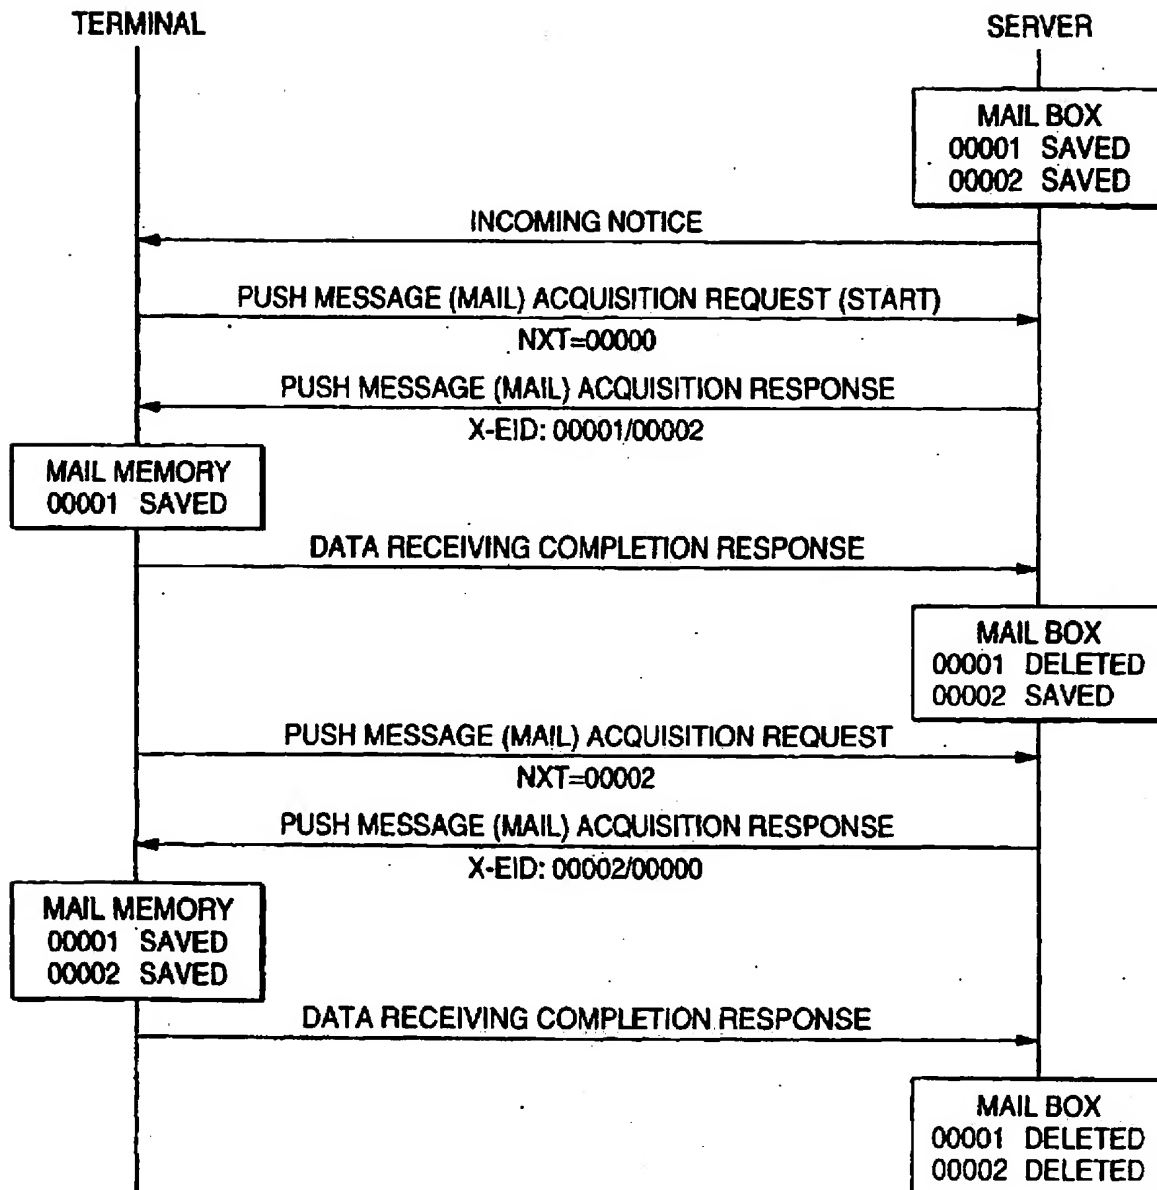 TERMINAL
SERVER
MAIL BOX
00001 SAVED
00002 SAVED
INCOMING NOTICE
PUSH MESSAGE (MAIL) ACQUISITION REQUEST (START)
NXT=00000
PUSH MESSAGE (MAIL) ACQUISITION RESPONSE
X-EID: 00001/00002
MAIL MEMORY
00001 SAVED
DATA RECEIVING COMPLETION RESPONSE
MAIL BOX
00001 DELETED
00002 SAVED
PUSH MESSAGE (MAIL) ACQUISITION REQUEST
NXT=00002
PUSH MESSAGE (MAIL) ACQUISITION RESPONSE
X-EID: 00002/00000
MAIL MEMORY
00001 SAVED
00002 SAVED
DATA RECEIVING COMPLETION RESPONSE
MAIL BOX
00001 DELETED
00002 DELETED